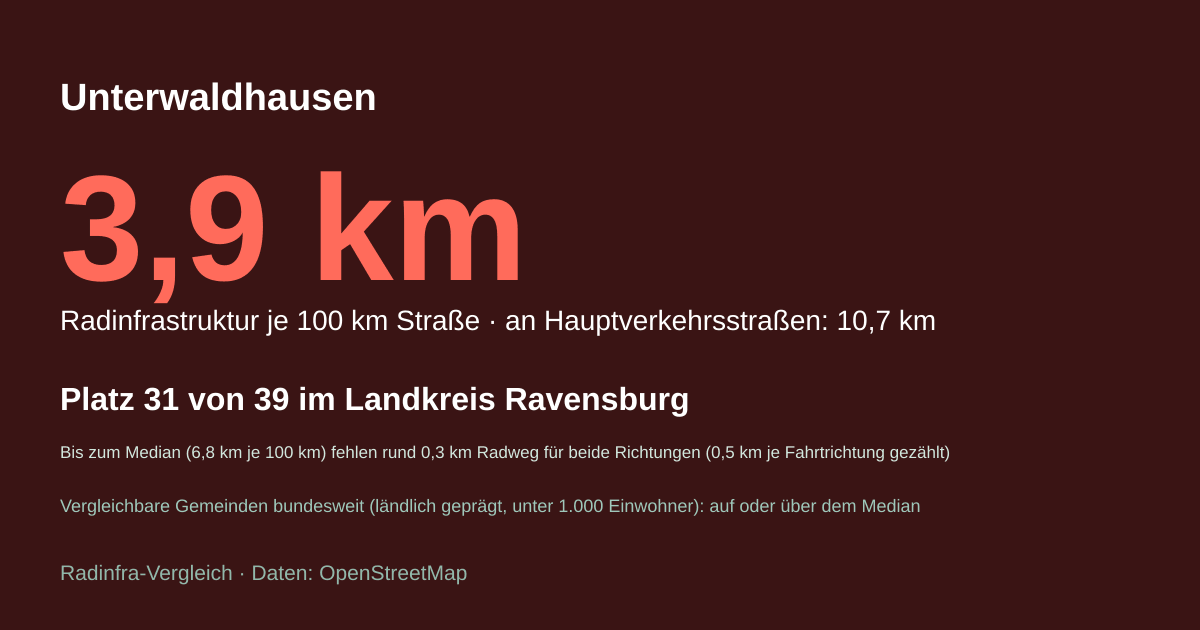 Unterwaldhausen
3,9 km
Radinfrastruktur je 100 km Straße · an Hauptverkehrsstraßen: 10,7 km
Platz 31 von 39 im Landkreis Ravensburg
Bis zum Median (6,8 km je 100 km) fehlen rund 0,3 km Radweg für beide Richtungen (0,5 km je Fahrtrichtung gezählt)
Vergleichbare Gemeinden bundesweit (ländlich geprägt, unter 1.000 Einwohner): auf oder über dem Median
Radinfra-Vergleich · Daten: OpenStreetMap